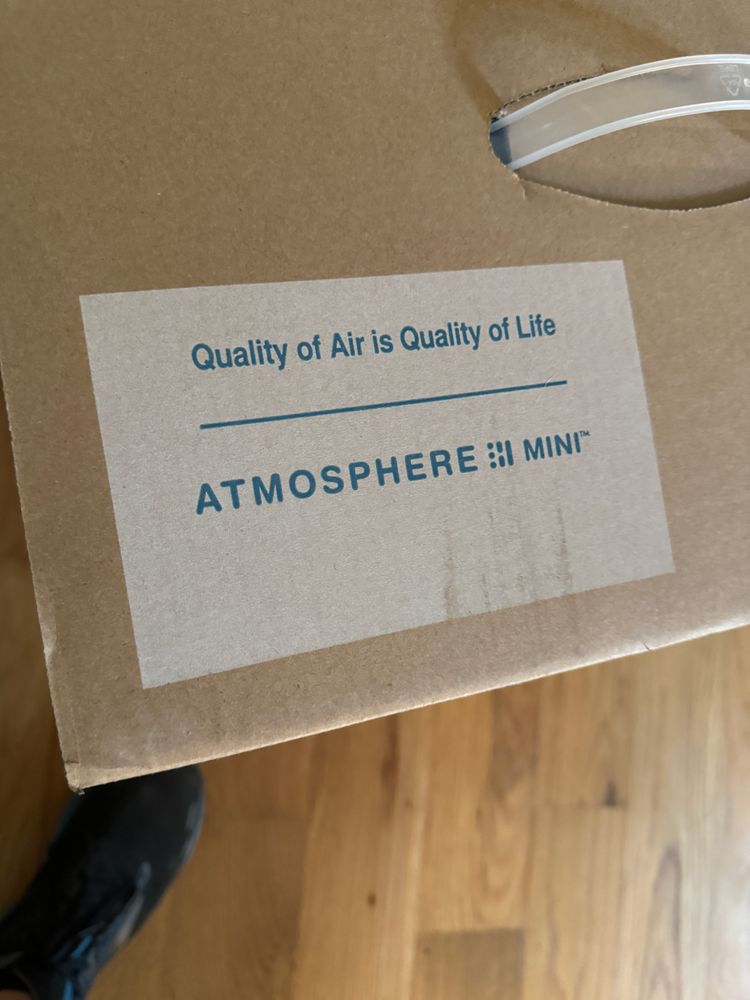 Quality of Air is Quality of Life
ATMOSPHERE MINI™